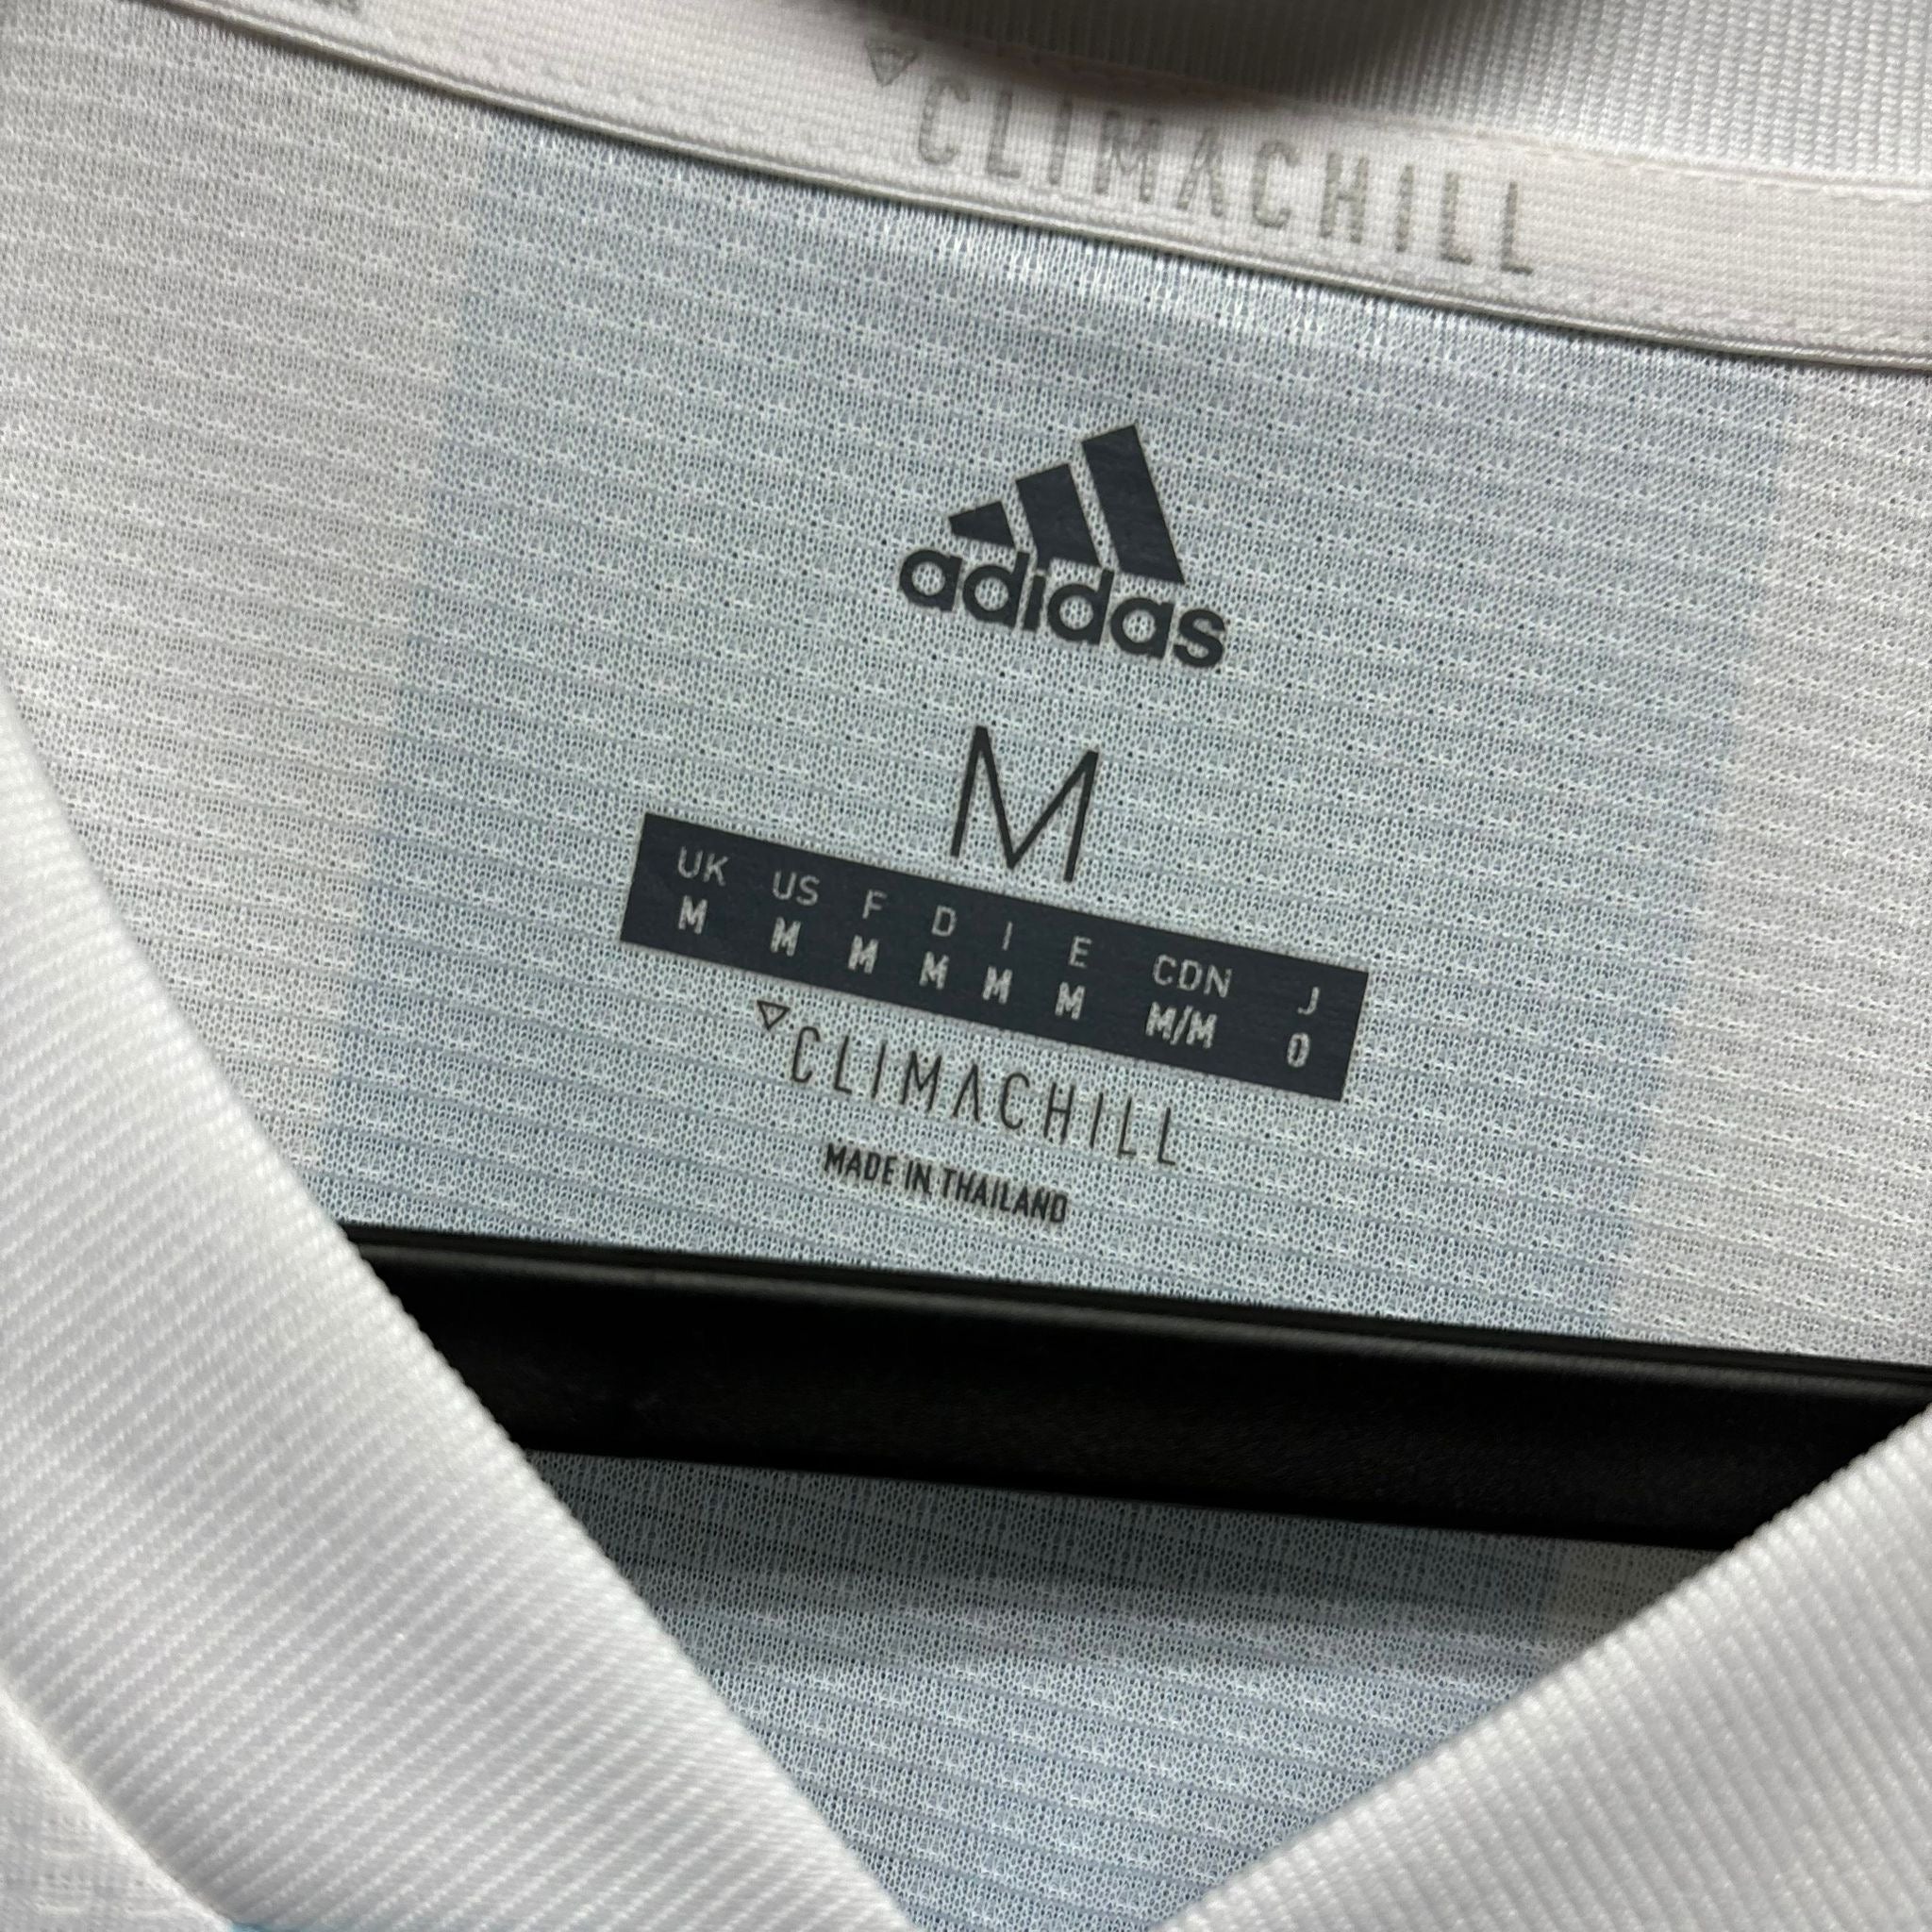 CLIMACHILL
adidas
M
UK US F D I E CDN J
M M M M M M M/M O
CLIMACHILL
MADE IN THAILAND